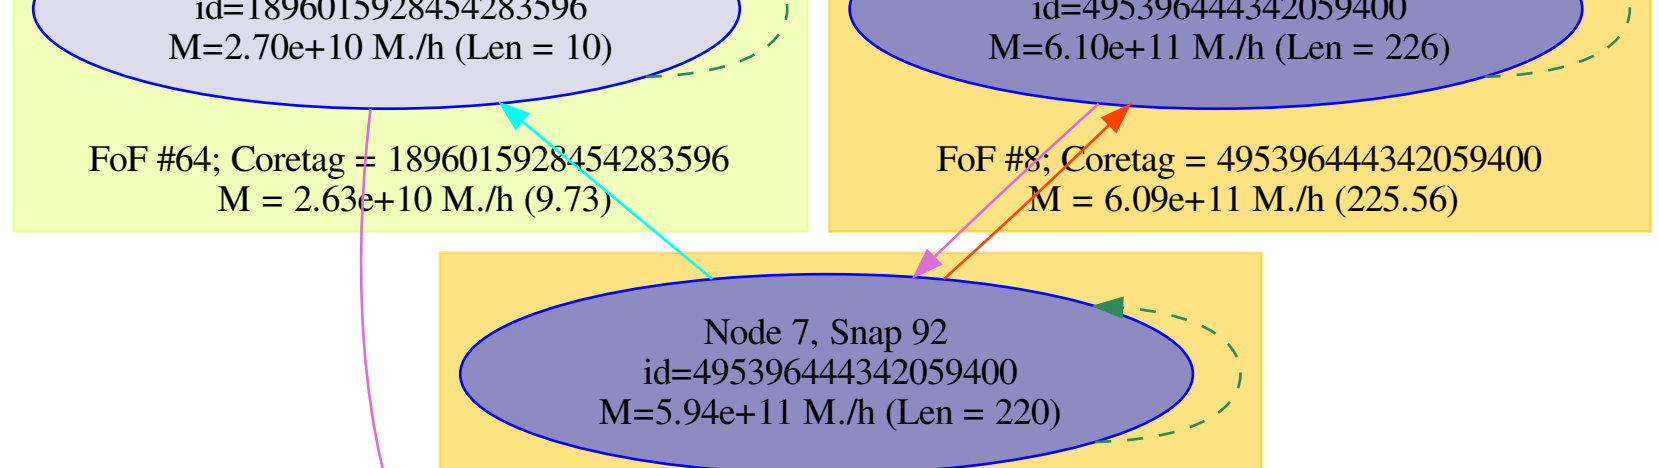 id=1896015928454283596
M=2.70e+10 M./h (Len = 10)
FoF #64; Coretag = 1896015928454283596
M = 2.63e+10 M./h (9.73)
id=495396444342059400
M=6.10e+11 M./h (Len = 226)
FoF #8; Coretag = 495396444342059400
M = 6.09e+11 M./h (225.56)
Node 7, Snap 92
id=495396444342059400
M=5.94e+11 M./h (Len = 220)